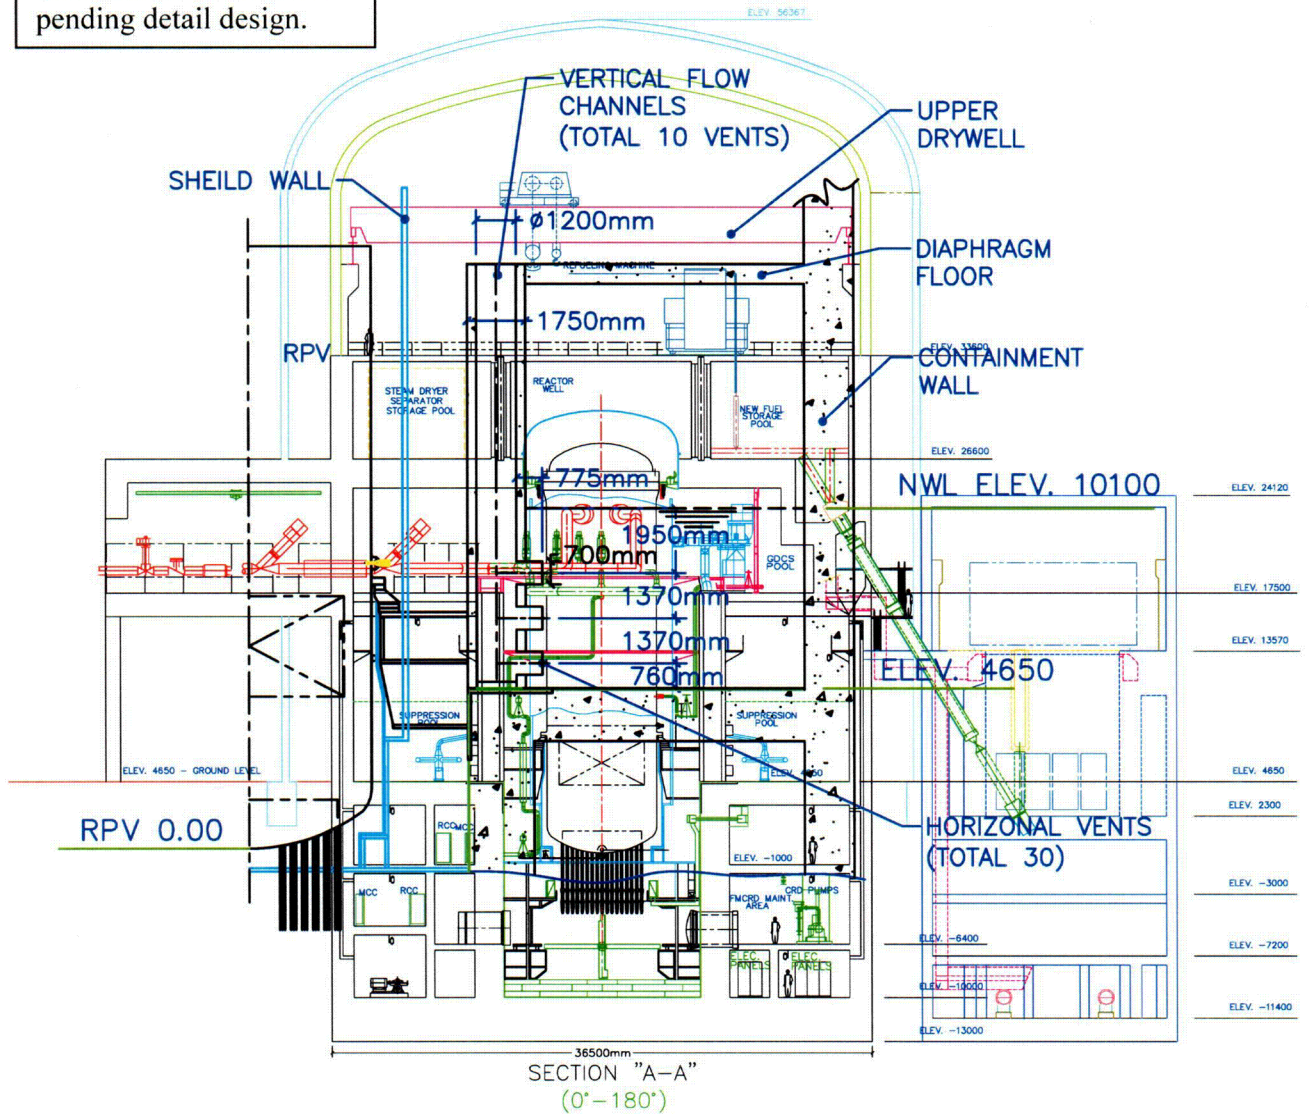 pending detail design.
ELEV. 56367
VERTICAL FLOW
CHANNELS
(TOTAL 10 VENTS)
UPPER
DRYWELL
SHEILD WALL
ø1200mm
DIAPHRAGM
FLOOR
REFUELING MACHINE
1750mm
RPV
ELEV. 33600
CONTAINMENT
WALL
REACTOR
WELL
STEAM DRYER
SEPARATOR
STORAGE POOL
NEW FUEL
STORAGE
POOL
ELEV. 26600
775mm
NWL ELEV. 10100
ELEV. 24120
1950mm
700mm
GDCS
POOL
1370mm
ELEV. 17500
1370mm
ELEV. 13570
760mm
ELEV. 4650
SUPPRESSION
POOL
SUPPRESSION
POOL
ELEV. 4650 - GROUND LEVEL
ELEV. 4650
ELEV. 4650
ELEV. 2300
RPV 0.00
RCC
MCC
HORIZONAL VENTS
(TOTAL 30)
ELEV. -1000
MCC
RCC
FMCRD MAINT.
AREA
CRD PUMPS
ELEV. -3000
ELEV. -6400
ELEV. -7200
ELEC.
PANELS
ELEC.
PANELS
ELEV. -10000
ELEV. -11400
ELEV. -13000
36500mm
SECTION "A-A"
(0°-180°)